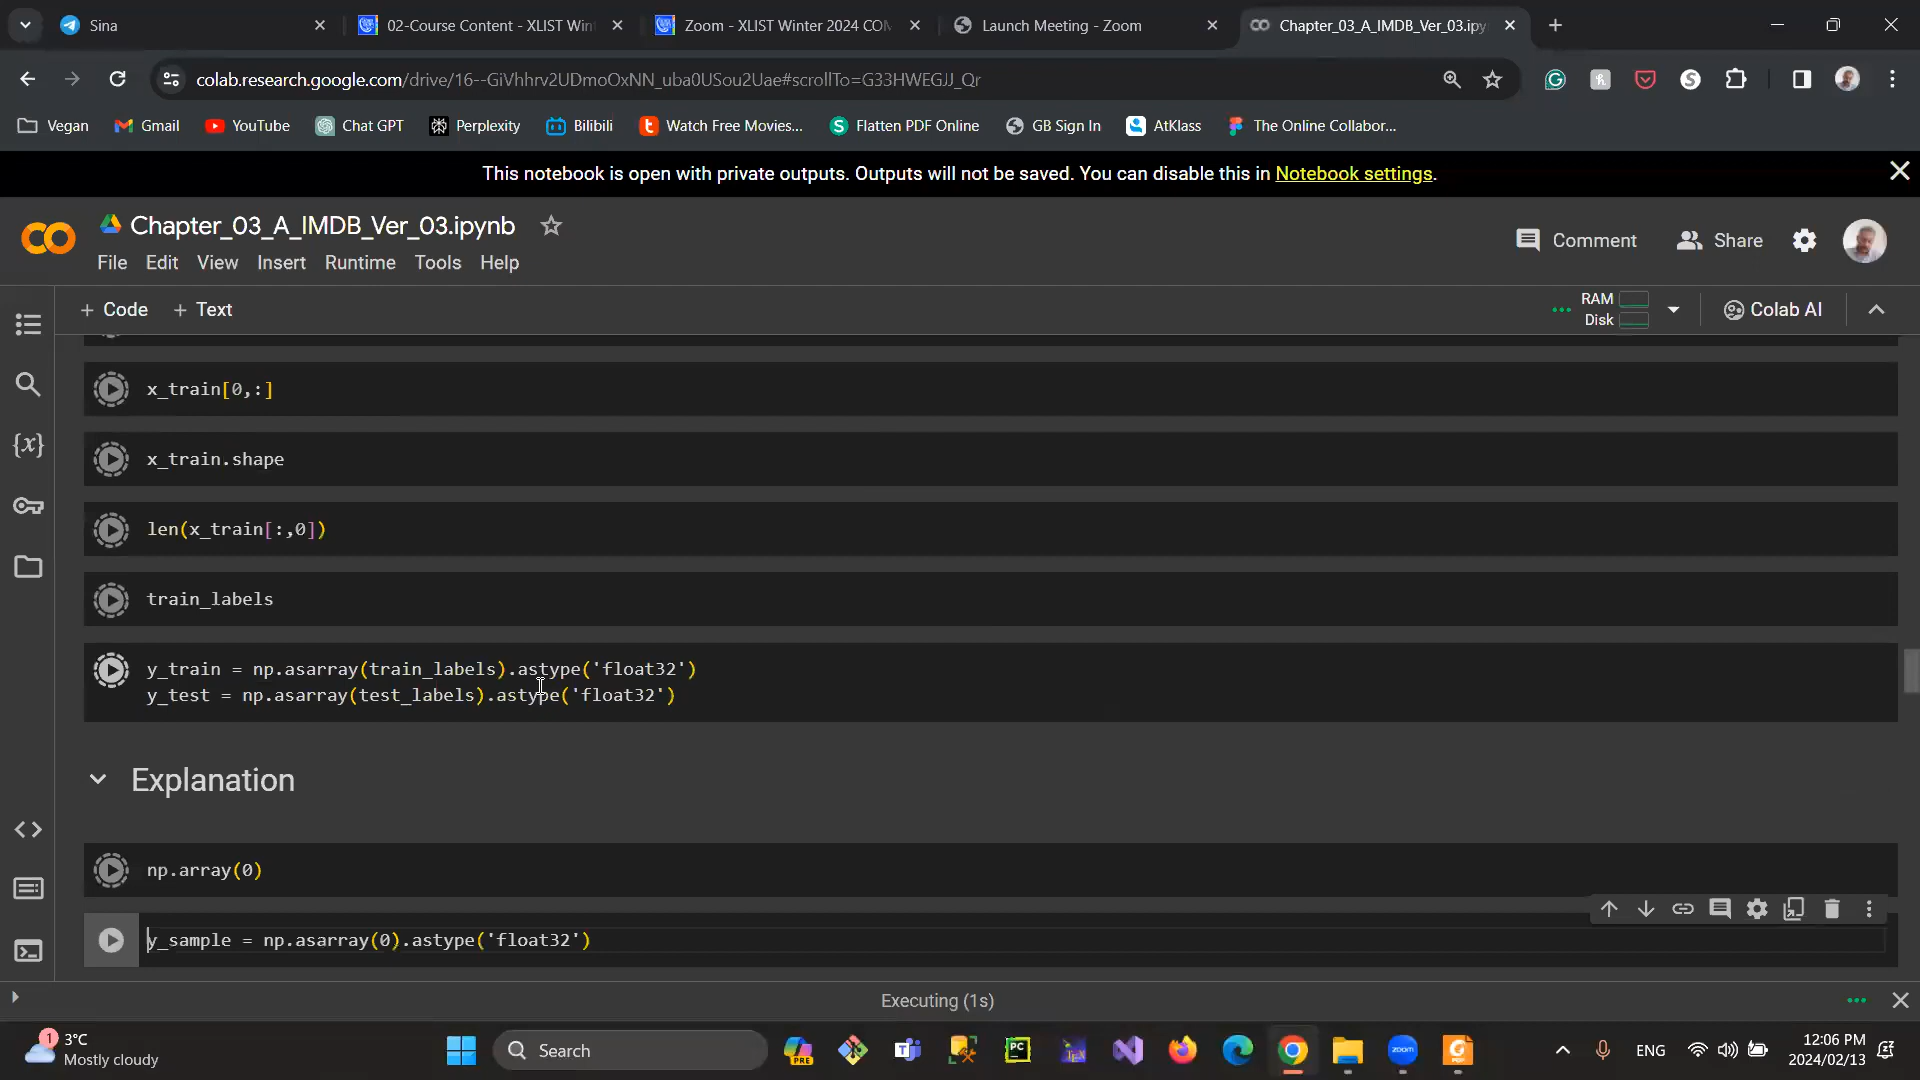 Sina
02-Course Content - XLIST Win
Zoom - XLIST Winter 2024 COM
Launch Meeting - Zoom
Chapter_03_A_IMDB_Ver_03.ipy
colab.research.google.com/drive/16--GiVhhrv2UDmoOxNN_uba0USou2Uae#scrollTo=G33HWEGJJ_Qr
Vegan
Gmail
YouTube
Chat GPT
Perplexity
Bilibili
Watch Free Movies...
Flatten PDF Online
GB Sign In
AtKlass
The Online Collabor...
This notebook is open with private outputs. Outputs will not be saved. You can disable this in Notebook settings.
CO
Chapter_03_A_IMDB_Ver_03.ipynb
Comment
Share
File Edit View Insert Runtime Tools Help
+ Code + Text
RAM
Disk
Colab AI
x_train[0,:]
{x}
x_train.shape
len(x_train[:,0])
train_labels
y_train = np.asarray(train_labels).astype('float32')
y_test = np.asarray(test_labels).astype('float32')
Explanation
np.array(0)
y_sample = np.asarray(0).astype('float32')
Executing (1s)
1
3°C
Mostly cloudy
Search
PRE
PC
zoom
ENG
12:06 PM
2024/02/13